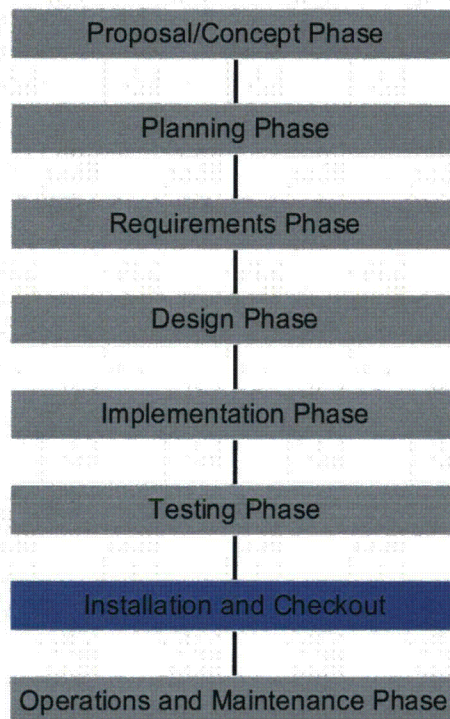 Proposal/Concept Phase
Planning Phase
Requirements Phase
Design Phase
Implementation Phase
Testing Phase
Installation and Checkout
Operations and Maintenance Phase